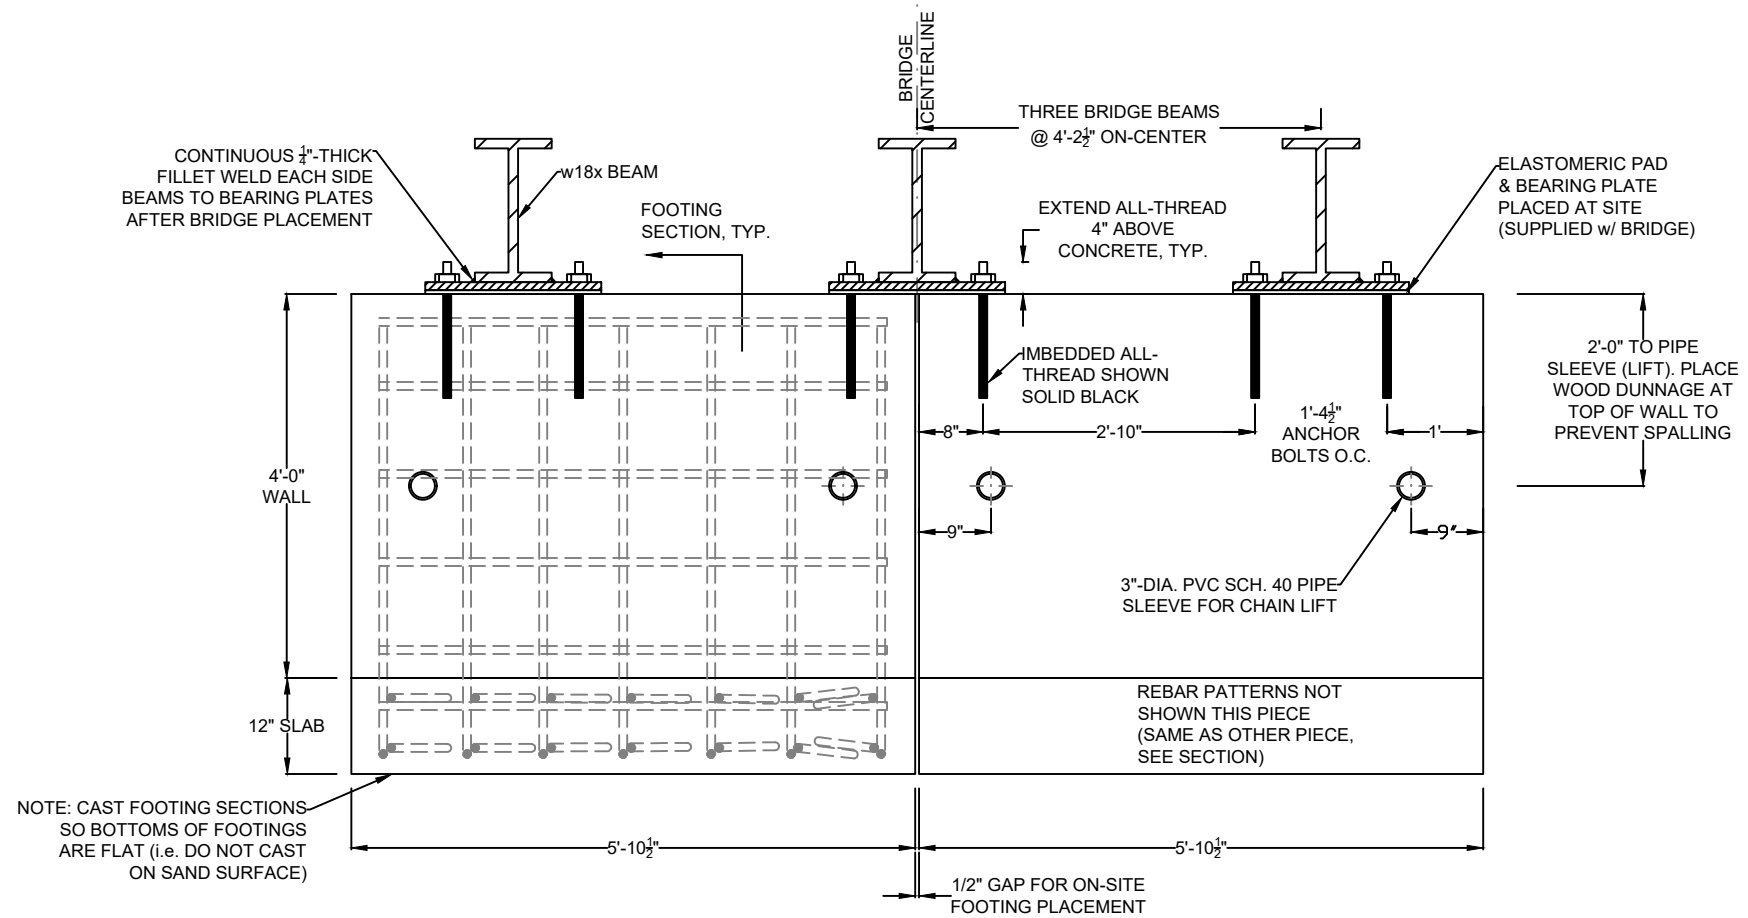 BRIDGE
CENTERLINE
THREE BRIDGE BEAMS
@ 4'-2½" ON-CENTER
CONTINUOUS ¼"-THICK
FILLET WELD EACH SIDE
BEAMS TO BEARING PLATES
AFTER BRIDGE PLACEMENT
w18x BEAM
FOOTING
SECTION, TYP.
EXTEND ALL-THREAD
4" ABOVE
CONCRETE, TYP.
ELASTOMERIC PAD
& BEARING PLATE
PLACED AT SITE
(SUPPLIED w/ BRIDGE)
IMBEDDED ALL-
THREAD SHOWN
SOLID BLACK
2'-0" TO PIPE
SLEEVE (LIFT). PLACE
WOOD DUNNAGE AT
TOP OF WALL TO
PREVENT SPALLING
8"
2'-10"
1'-4½"
ANCHOR
BOLTS O.C.
1'
4'-0"
WALL
9"
9"
3"-DIA. PVC SCH. 40 PIPE
SLEEVE FOR CHAIN LIFT
12" SLAB
REBAR PATTERNS NOT
SHOWN THIS PIECE
(SAME AS OTHER PIECE,
SEE SECTION)
NOTE: CAST FOOTING SECTIONS
SO BOTTOMS OF FOOTINGS
ARE FLAT (i.e. DO NOT CAST
ON SAND SURFACE)
5'-10½"
5'-10½"
1/2" GAP FOR ON-SITE
FOOTING PLACEMENT